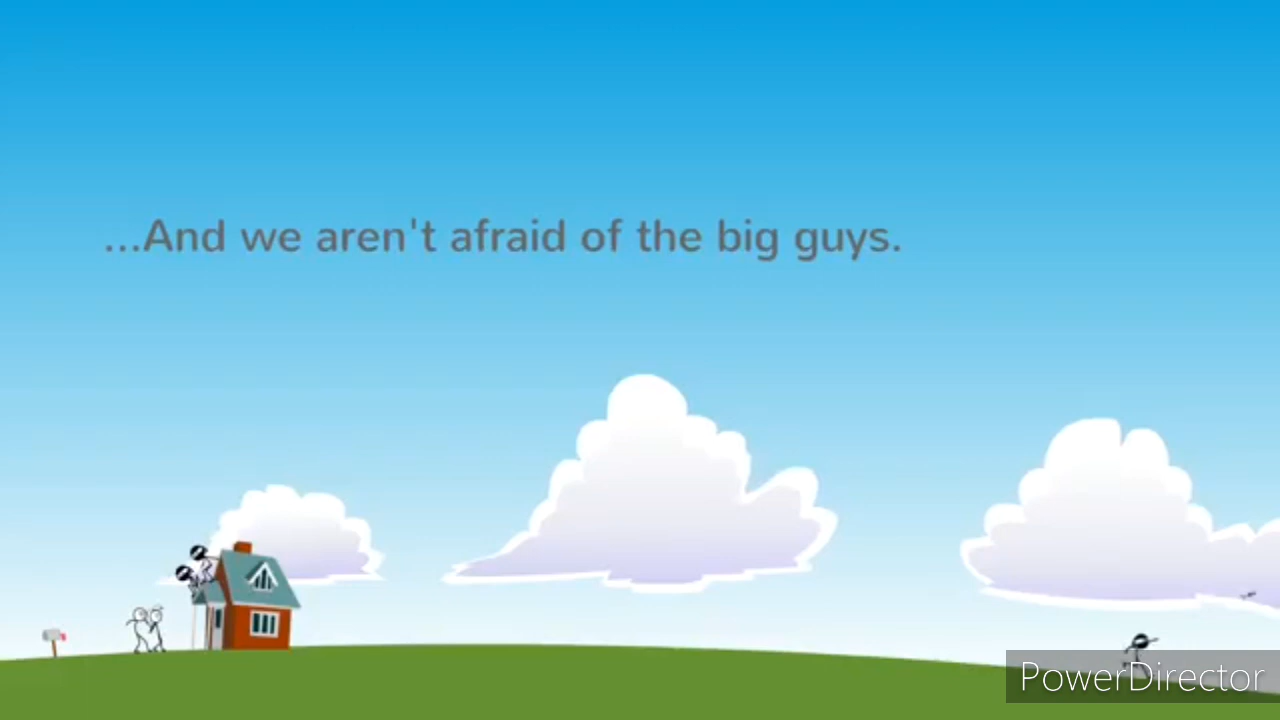 ...And we aren't afraid of the big guys.
PowerDirector